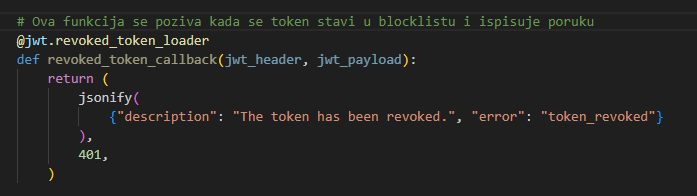 # Ova funkcija se poziva kada se token stavi u blocklistu i ispisuje poruku
@jwt.revoked_token_loader
def revoked_token_callback(jwt_header, jwt_payload):
    return (
        jsonify(
            {"description": "The token has been revoked.", "error": "token_revoked"}
        ),
        401,
    )